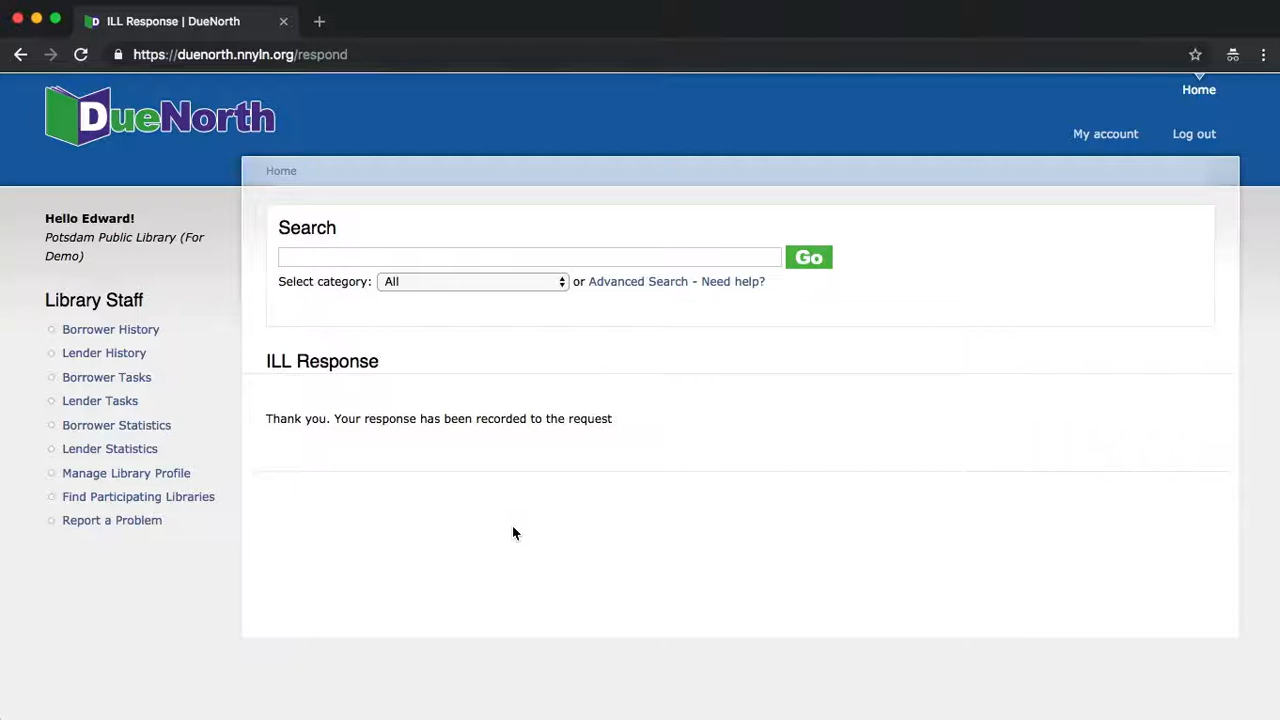 ILL Response | DueNorth
https://duenorth.nnyln.org/respond
DueNorth
Home
My account
Log out
Home
Hello Edward!
Potsdam Public Library (For
Demo)
Library Staff
Borrower History
Lender History
Borrower Tasks
Lender Tasks
Borrower Statistics
Lender Statistics
Manage Library Profile
Find Participating Libraries
Report a Problem
Search
Go
Select category: All or Advanced Search - Need help?
ILL Response
Thank you. Your response has been recorded to the request